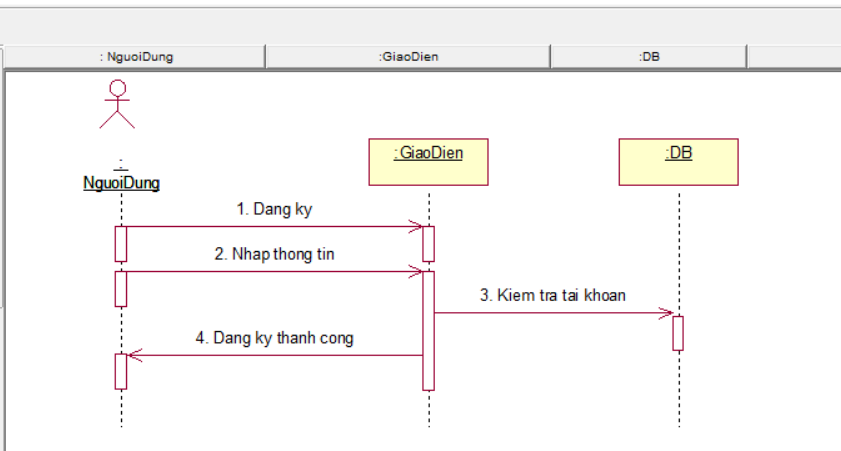 : NguoiDung
:GiaoDien
:DB
:
NguoiDung
:GiaoDien
:DB
1. Dang ky
2. Nhap thong tin
3. Kiem tra tai khoan
4. Dang ky thanh cong